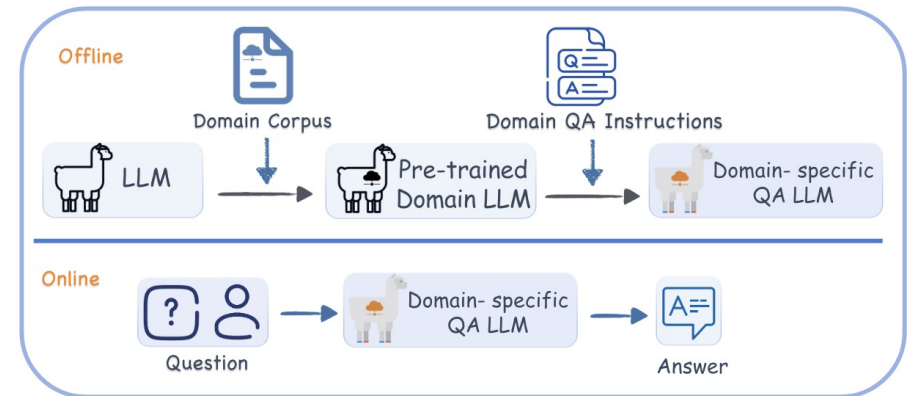 Offline
Domain Corpus
Q
A
Domain QA Instructions
LLM
Pre-trained
Domain LLM
Domain- specific
QA LLM
Online
?
Question
Domain- specific
QA LLM
A
Answer